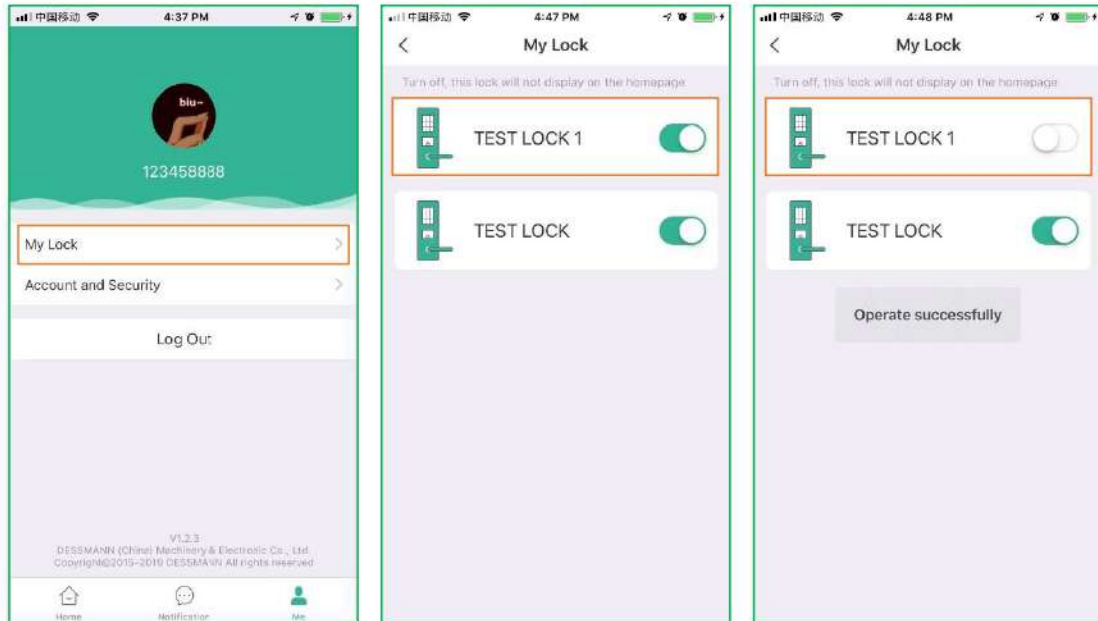 中国移动
4:37 PM
biu~
123458888
My Lock
Account and Security
Log Out
V1.2.3
DESSMANN (China) Machinery & Electronic Co., Ltd.
Copyright@2015-2019 DESSMANN All rights reserved
Home
Notification
Me
中国移动
4:47 PM
My Lock
Turn off, this lock will not display on the homepage
TEST LOCK 1
TEST LOCK
中国移动
4:48 PM
My Lock
Turn off, this lock will not display on the homepage
TEST LOCK 1
TEST LOCK
Operate successfully